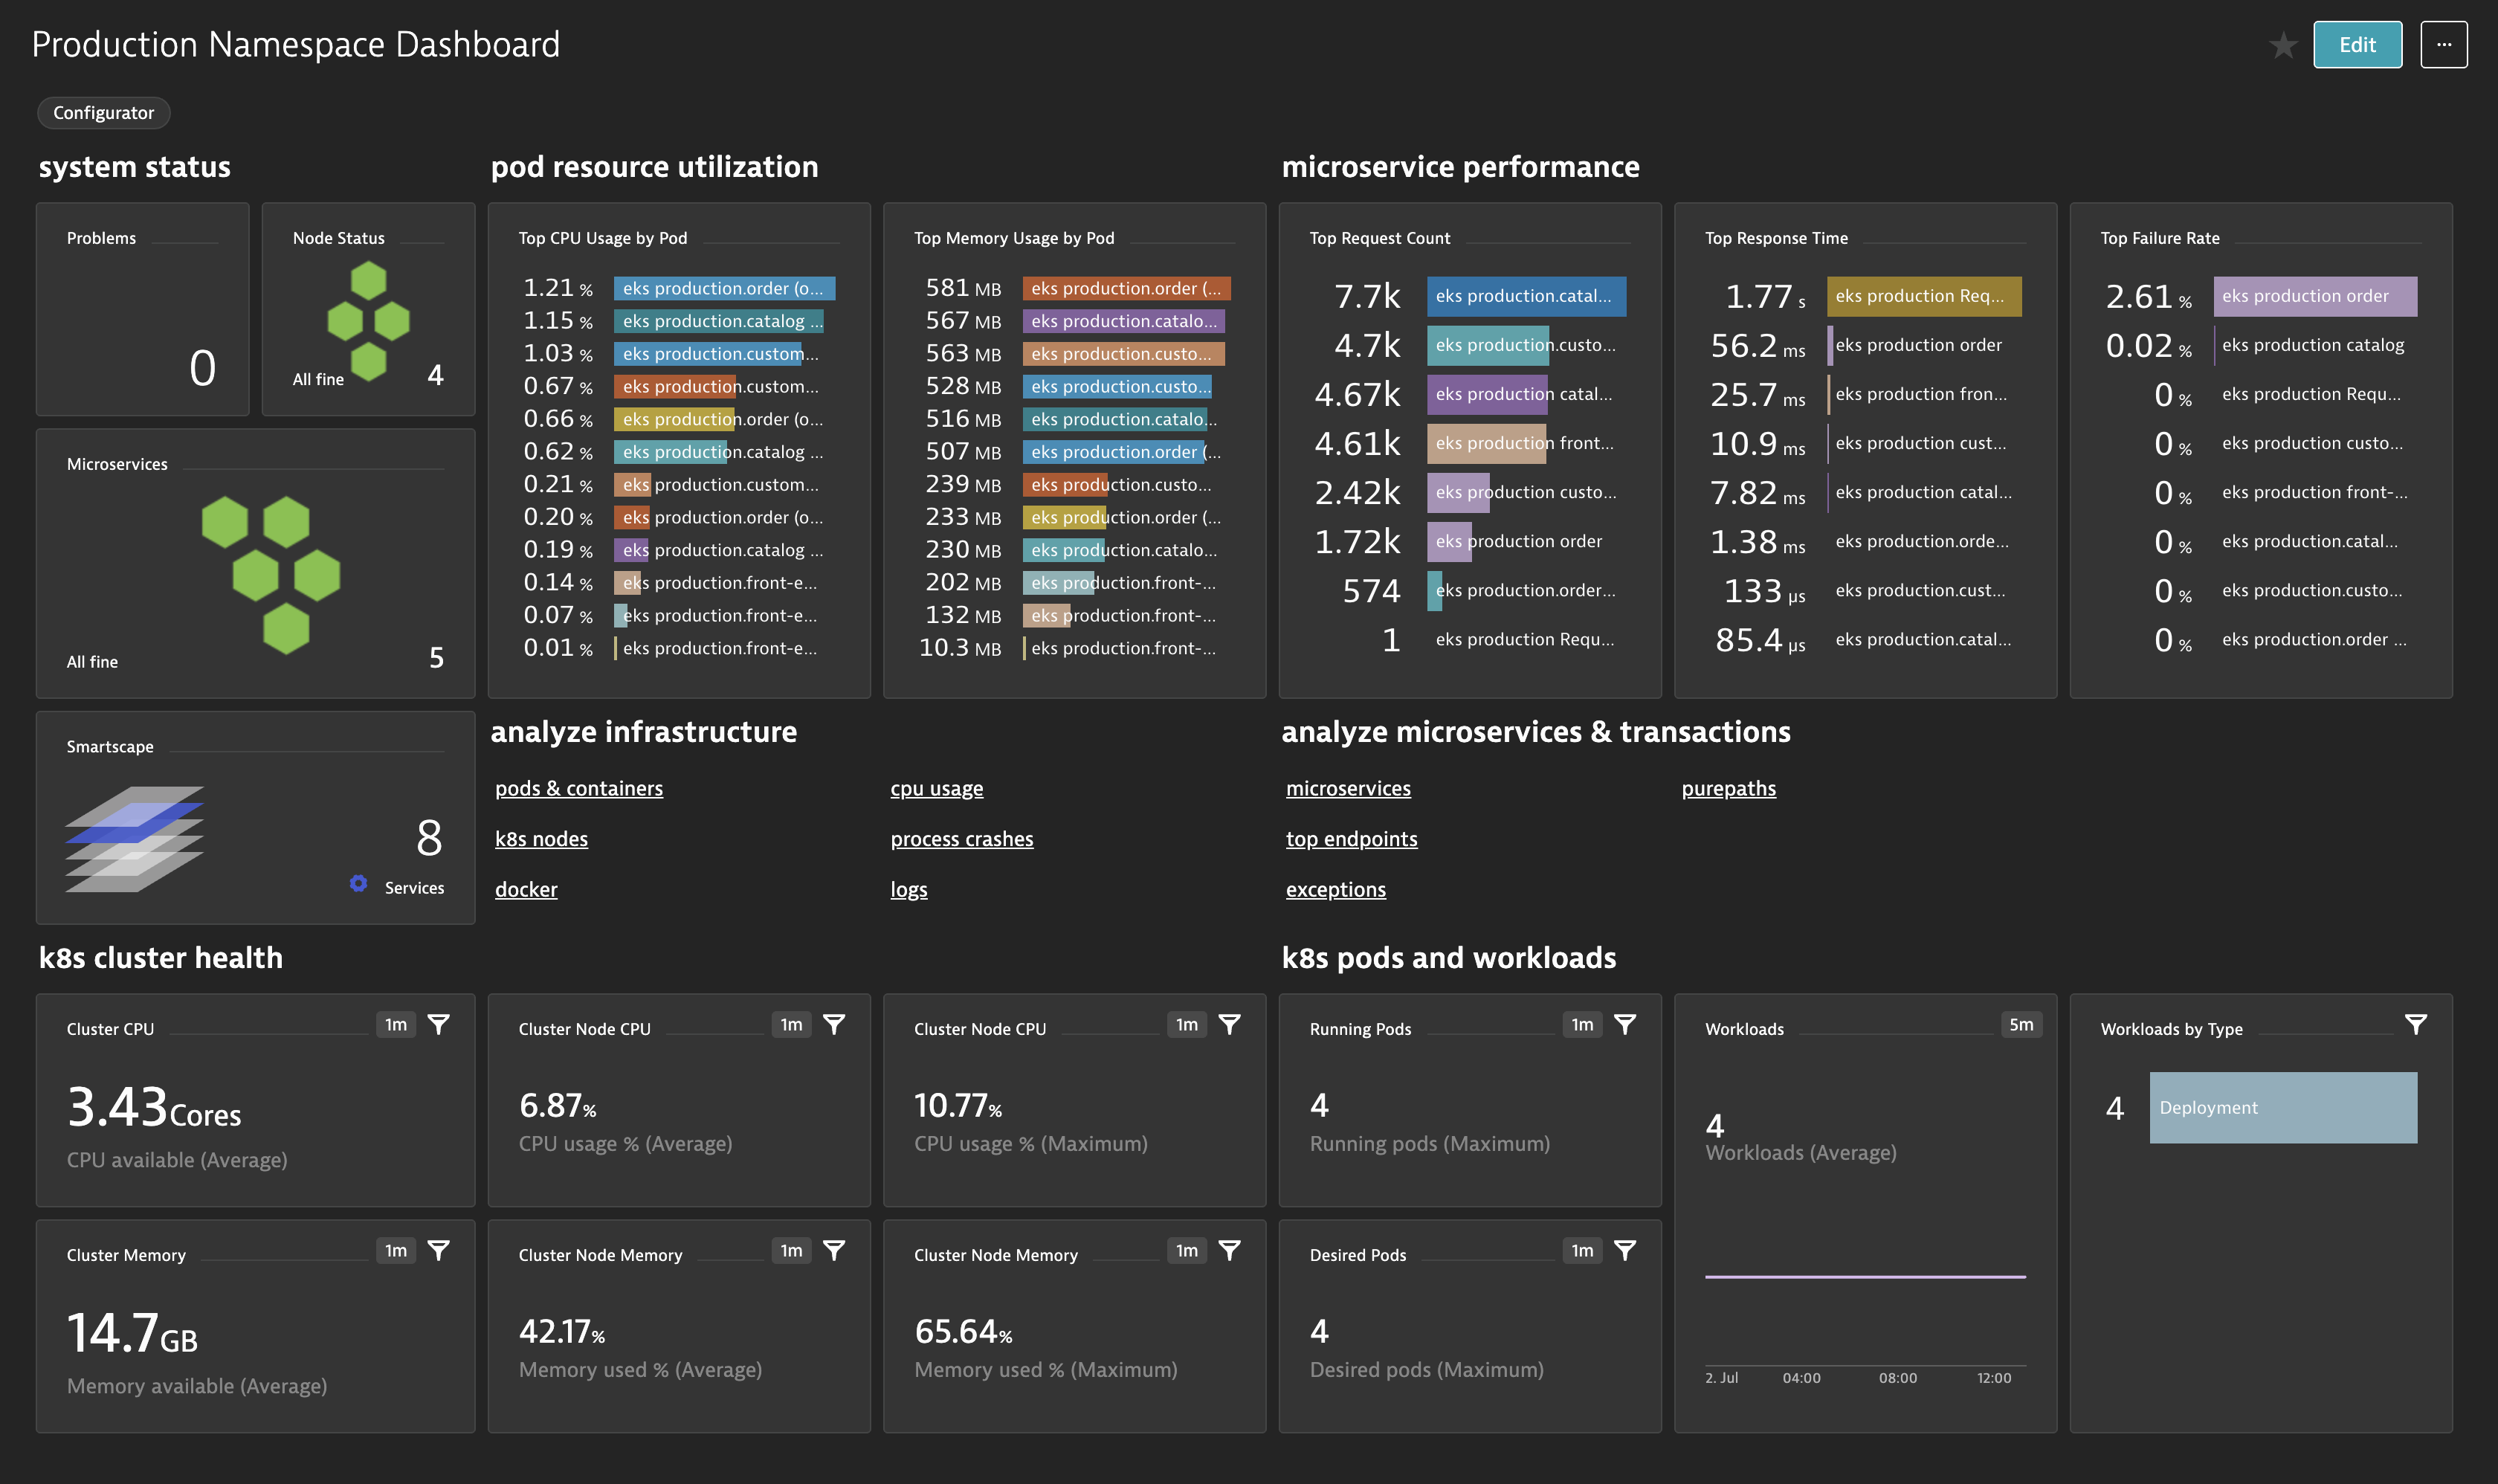 Production Namespace Dashboard
Edit
...
Configurator
system status
Problems
0
Node Status
All fine
4
Microservices
All fine
5
Smartscape
8
Services
pod resource utilization
Top CPU Usage by Pod
1.21 % eks production.order (o...
1.15 % eks production.catalog ...
1.03 % eks production.custom...
0.67 % eks production.custom...
0.66 % eks production.order (o...
0.62 % eks production.catalog ...
0.21 % eks production.custom...
0.20 % eks production.order (o...
0.19 % eks production.catalog ...
0.14 % eks production.front-e...
0.07 % eks production.front-e...
0.01 % eks production.front-e...
Top Memory Usage by Pod
581 MB eks production.order (...
567 MB eks production.catalo...
563 MB eks production.custo...
528 MB eks production.custo...
516 MB eks production.catalo...
507 MB eks production.order (...
239 MB eks production.custo...
233 MB eks production.order (...
230 MB eks production.catalo...
202 MB eks production.front-...
132 MB eks production.front-...
10.3 MB eks production.front-...
microservice performance
Top Request Count
7.7k eks production.catal...
4.7k eks production.custo...
4.67k eks production catal...
4.61k eks production front...
2.42k eks production custo...
1.72k eks production order
574 eks production.order...
1 eks production Requ...
Top Response Time
1.77 s eks production Req...
56.2 ms eks production order
25.7 ms eks production fron...
10.9 ms eks production cust...
7.82 ms eks production catal...
1.38 ms eks production.orde...
133 µs eks production.cust...
85.4 µs eks production.catal...
Top Failure Rate
2.61 % eks production order
0.02 % eks production catalog
0 % eks production Requ...
0 % eks production custo...
0 % eks production front-...
0 % eks production.catal...
0 % eks production.custo...
0 % eks production.order ...
analyze infrastructure
pods & containers
cpu usage
k8s nodes
process crashes
docker
logs
analyze microservices & transactions
microservices
purepaths
top endpoints
exceptions
k8s cluster health
Cluster CPU
1m
3.43Cores
CPU available (Average)
Cluster Node CPU
1m
6.87%
CPU usage % (Average)
Cluster Node CPU
1m
10.77%
CPU usage % (Maximum)
Cluster Memory
1m
14.7GB
Memory available (Average)
Cluster Node Memory
1m
42.17%
Memory used % (Average)
Cluster Node Memory
1m
65.64%
Memory used % (Maximum)
k8s pods and workloads
Running Pods
1m
4
Running pods (Maximum)
Desired Pods
1m
4
Desired pods (Maximum)
Workloads
5m
4
Workloads (Average)
2. Jul 04:00 08:00 12:00
Workloads by Type
4 Deployment